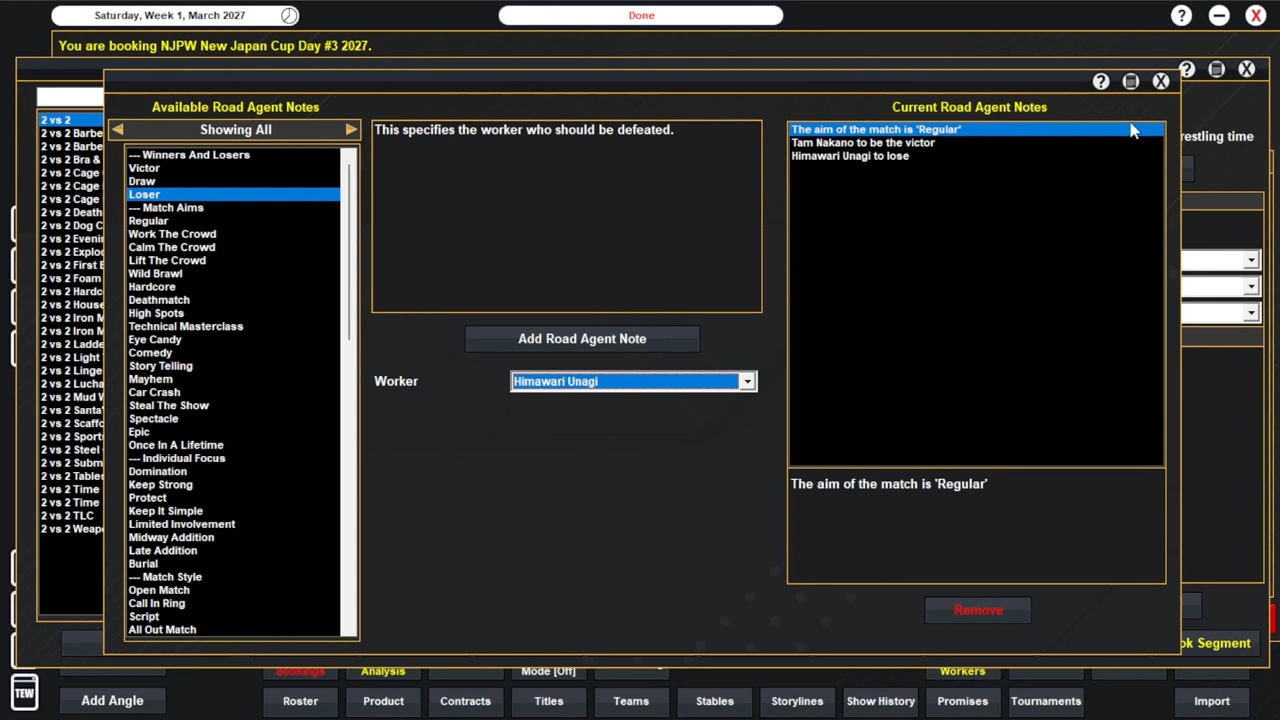 Saturday, Week 1, March 2027
Done
?
X
You are booking NJPW New Japan Cup Day #3 2027.
?
X
?
X
Available Road Agent Notes
Current Road Agent Notes
Showing All
This specifies the worker who should be defeated.
--- Winners And Losers
Victor
Draw
Loser
--- Match Aims
Regular
Work The Crowd
Calm The Crowd
Lift The Crowd
Wild Brawl
Hardcore
Deathmatch
High Spots
Technical Masterclass
Eye Candy
Comedy
Story Telling
Mayhem
Car Crash
Steal The Show
Spectacle
Epic
Once In A Lifetime
--- Individual Focus
Domination
Keep Strong
Protect
Keep It Simple
Limited Involvement
Midway Addition
Late Addition
Burial
--- Match Style
Open Match
Call In Ring
Script
All Out Match
Add Road Agent Note
Worker
Himawari Unagi
The aim of the match is 'Regular'
Tam Nakano to be the victor
Himawari Unagi to lose
The aim of the match is 'Regular'
Remove
2 vs 2
2 vs 2 Barbe
2 vs 2 Barbe
2 vs 2 Bra &
2 vs 2 Cage
2 vs 2 Cage
2 vs 2 Cage
2 vs 2 Death
2 vs 2 Dog C
2 vs 2 Evenin
2 vs 2 Explo
2 vs 2 First B
2 vs 2 Foam
2 vs 2 Hardc
2 vs 2 House
2 vs 2 Iron M
2 vs 2 Iron M
2 vs 2 Ladde
2 vs 2 Light
2 vs 2 Linge
2 vs 2 Lucha
2 vs 2 Mud W
2 vs 2 Santa'
2 vs 2 Scaffo
2 vs 2 Sport
2 vs 2 Steel
2 vs 2 Subm
2 vs 2 Tables
2 vs 2 Time
2 vs 2 Time
2 vs 2 TLC
2 vs 2 Weap
restling time
ok Segment
Bookings
Analysis
Mode [Off]
Workers
TEW
Add Angle
Roster
Product
Contracts
Titles
Teams
Stables
Storylines
Show History
Promises
Tournaments
Import